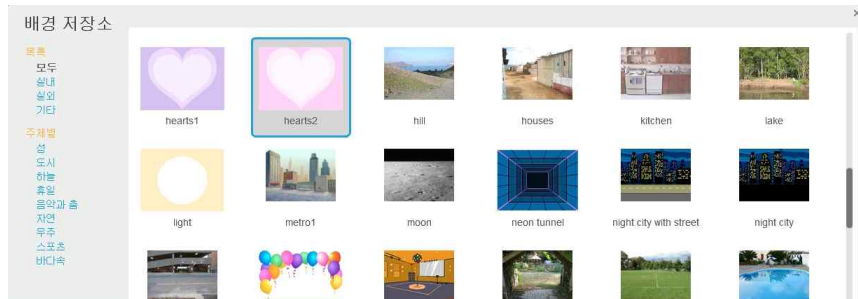 배경 저장소
목록
모두
실내
실외
기타
주제별
성
도시
하늘
휴일
음악과 춤
자연
우주
스포츠
바다속
hearts1
hearts2
hill
houses
kitchen
lake
light
metro1
moon
neon tunnel
night city with street
night city